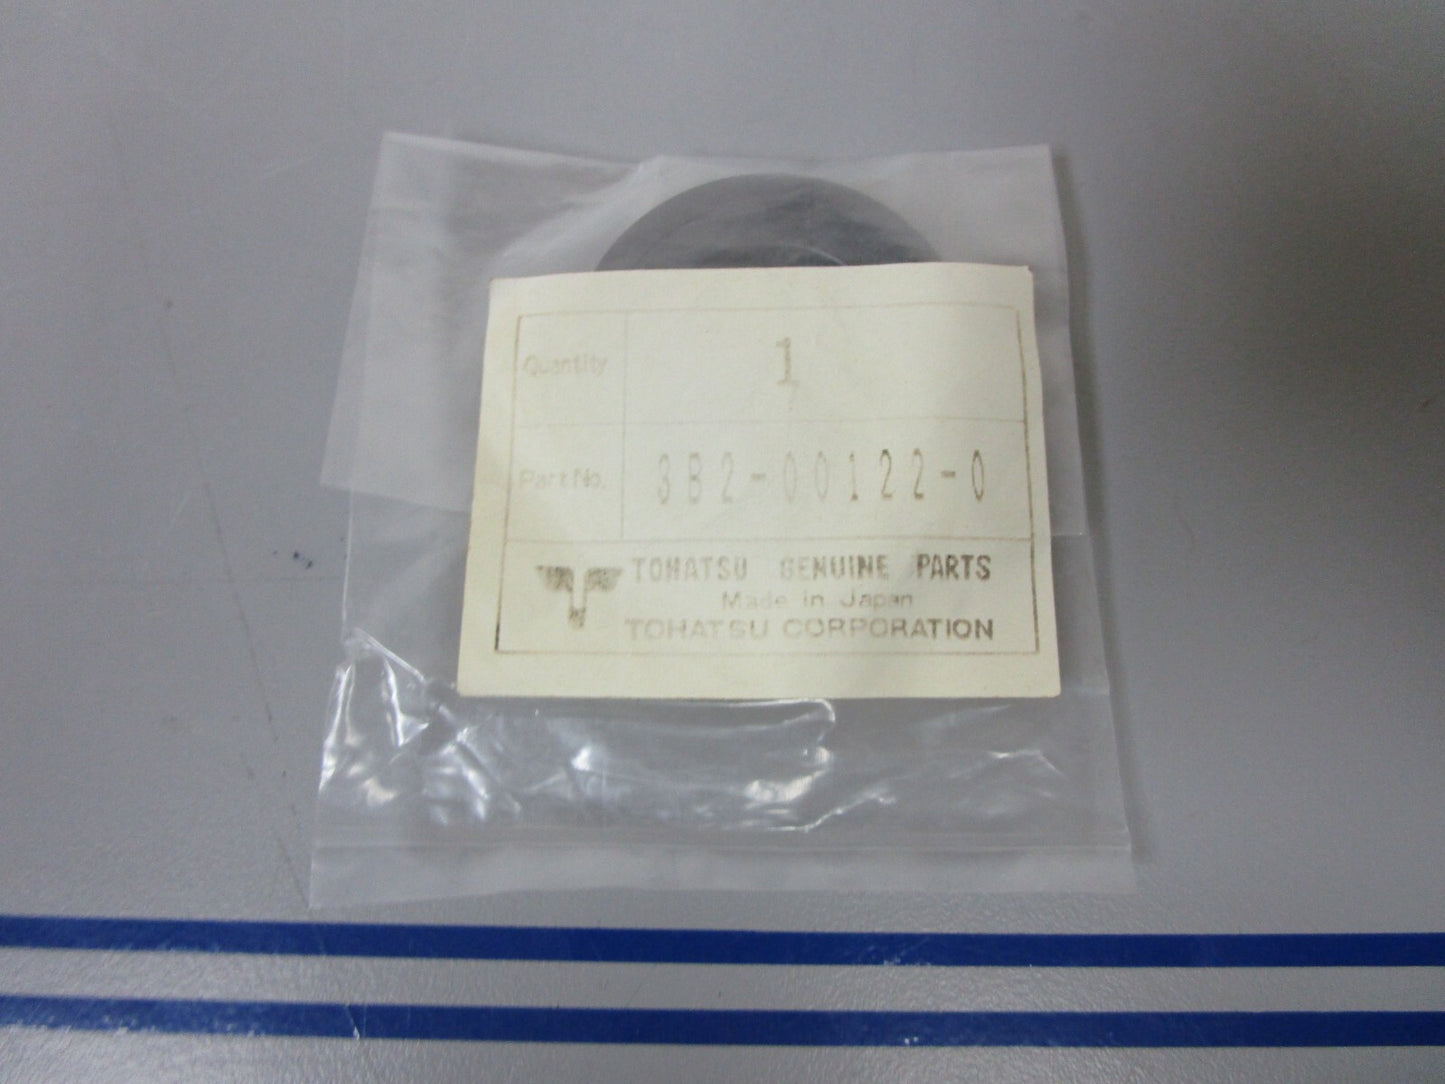 Quantity 1
Part No. 3B2-00122-0
TOHATSU GENUINE PARTS
Made in Japan
TOHATSU CORPORATION